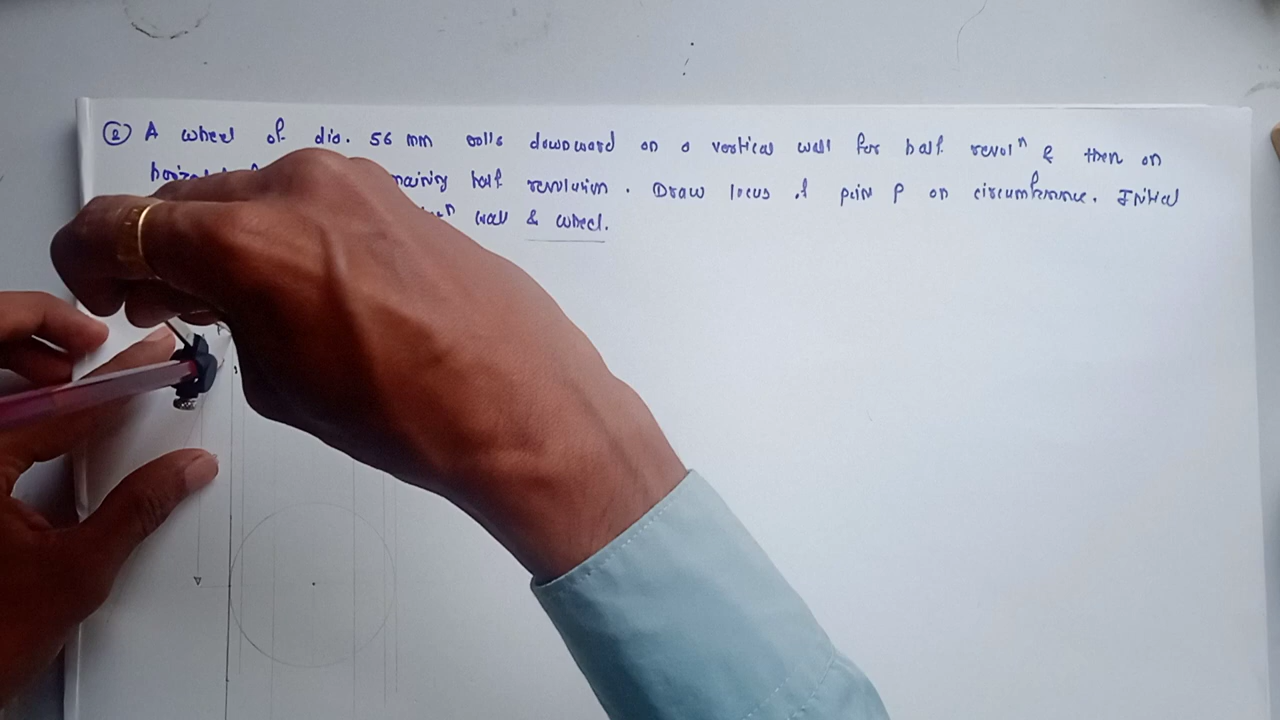 ② A wheel of dia. 56 mm rolls downward on a vertical wall for half revolⁿ & then on
half revolution. Draw locus of point P on circumference. Initial
wall & wheel.